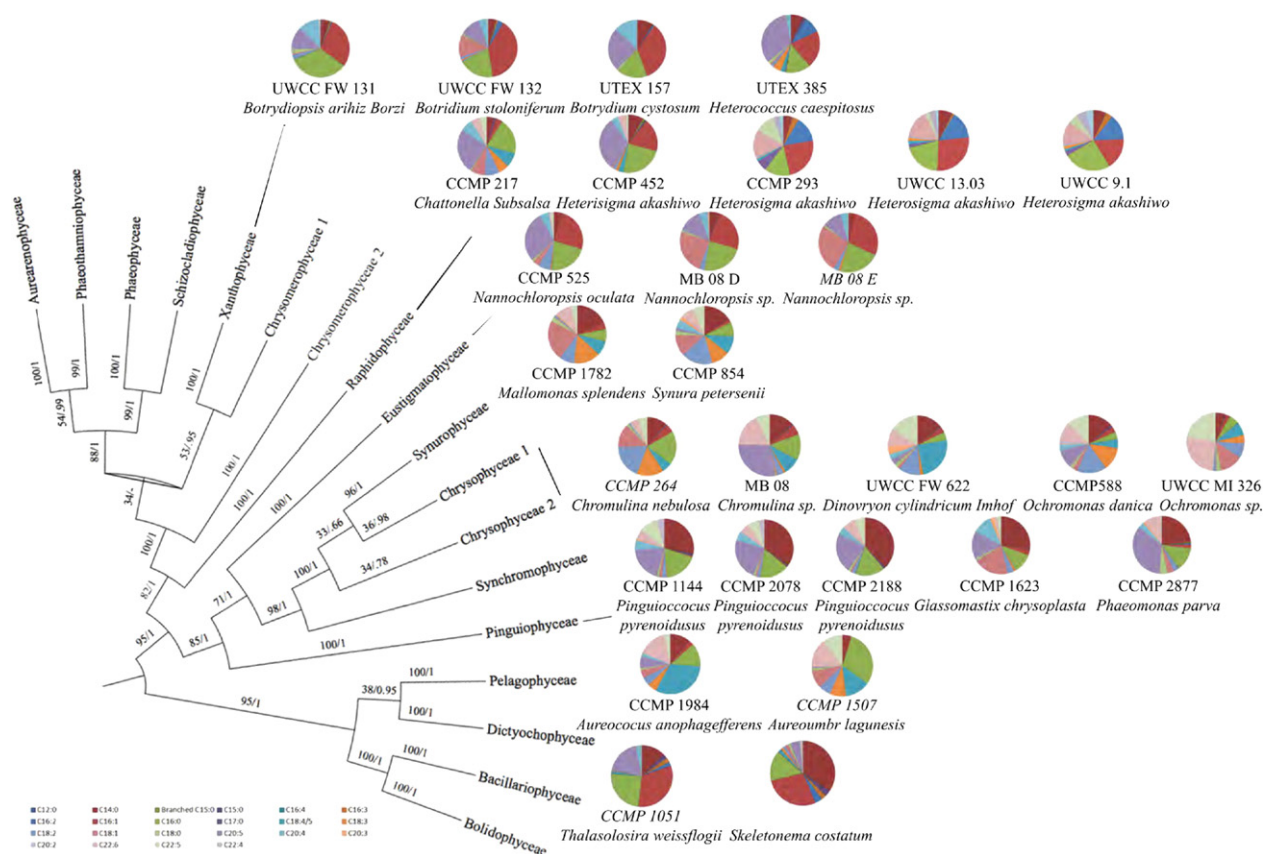 UWCC FW 131
Botrydiopsis arihiz Borzi
UWCC FW 132
Botridium stoloniferum
UTEX 157
Botrydium cystosum
UTEX 385
Heterococcus caespitosus
CCMP 217
Chattonella Subsalsa
CCMP 452
Heterisigma akashiwo
CCMP 293
Heterosigma akashiwo
UWCC 13.03
Heterosigma akashiwo
UWCC 9.1
Heterosigma akashiwo
CCMP 525
Nannochloropsis oculata
MB 08 D
Nannochloropsis sp.
MB 08 E
Nannochloropsis sp.
CCMP 1782
Mallomonas splendens
CCMP 854
Synura petersenii
CCMP 264
Chromulina nebulosa
MB 08
Chromulina sp.
UWCC FW 622
Dinovryon cylindricum Imhof
CCMP588
Ochromonas danica
UWCC MI 326
Ochromonas sp.
CCMP 1144
Pinguioccocus
pyrenoidusus
CCMP 2078
Pinguioccocus
pyrenoidusus
CCMP 2188
Pinguioccocus
pyrenoidusus
CCMP 1623
Glassomastix chrysoplasta
CCMP 2877
Phaeomonas parva
CCMP 1984
Aureococus anophagefferens
CCMP 1507
Aureoumbr lagunesis
CCMP 1051
Thalasolosira weissflogii
Skeletonema costatum
Aurearenophyceae
Phaeothamniophyceae
Phaeophyceae
Schizocladiophyceae
Xanthophyceae
Chrysomerophyceae 1
Chrysomerophyceae 2
Raphidophyceae
Eustigmatophyceae
Synurophyceae
Chrysophyceae 1
Chrysophyceae 2
Synchromophyceae
Pinguiophyceae
Pelagophyceae
Dictyochophyceae
Bacillariophyceae
Bolidophyceae
100/1
99/1
54/.99
100/1
99/1
88/1
100/1
53/.95
34/-
100/1
100/1
100/1
82/1
100/1
96/1
33/.66
36/.98
34/.78
100/1
71/1
98/1
85/1
100/1
95/1
95/1
38/0.95
100/1
100/1
100/1
100/1
100/1
C12:0 C14:0 Branched C15:0 C15:0 C16:4 C16:3
C16:2 C16:1 C16:0 C17:0 C18:4/5 C18:3
C18:2 C18:1 C18:0 C20:5 C20:4 C20:3
C20:2 C22:6 C22:5 C22:4